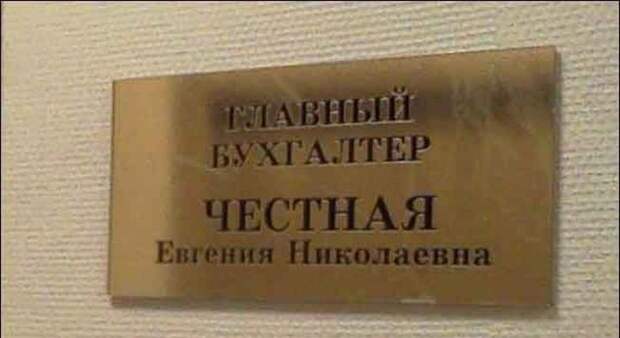 ГЛАВНЫЙ
БУХГАЛТЕР
ЧЕСТНАЯ
Евгения Николаевна